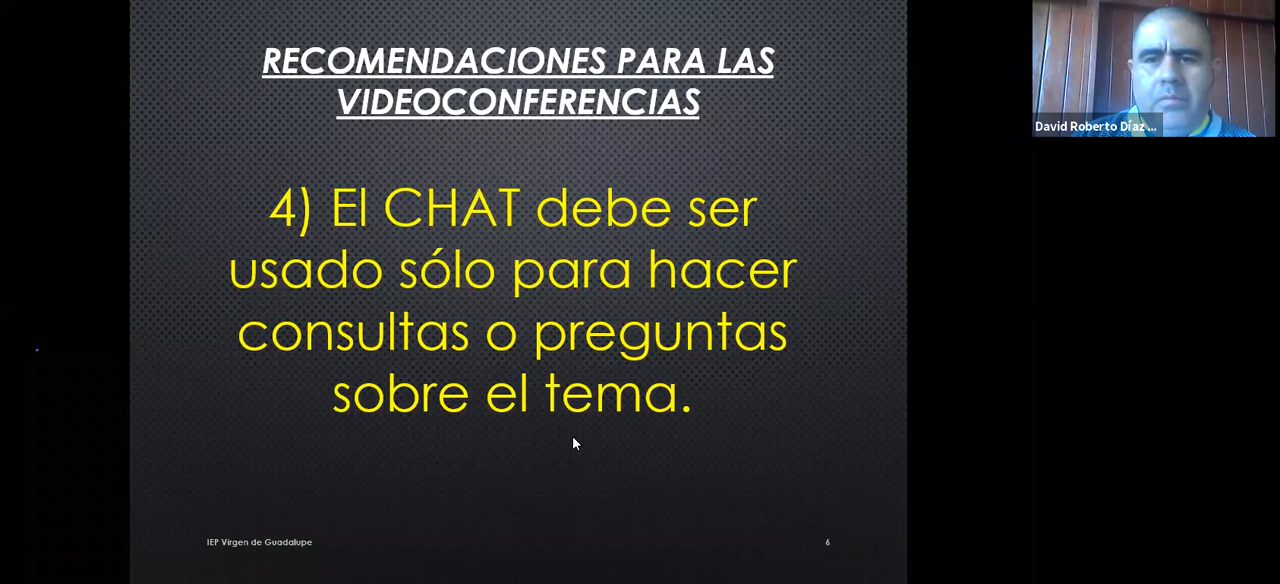 RECOMENDACIONES PARA LAS
VIDEOCONFERENCIAS
4) El CHAT debe ser
usado sólo para hacer
consultas o preguntas
sobre el tema.
IEP Virgen de Guadalupe
6
David Roberto Díaz ...